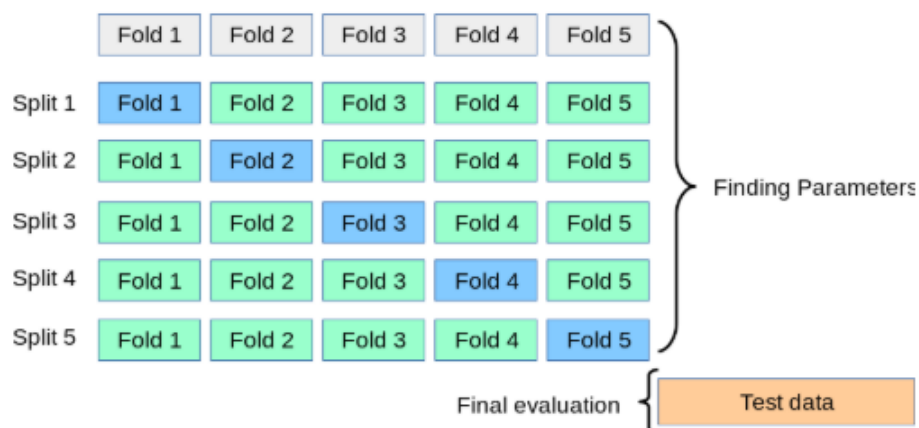 Fold 1 Fold 2 Fold 3 Fold 4 Fold 5
Split 1 Fold 1 Fold 2 Fold 3 Fold 4 Fold 5
Split 2 Fold 1 Fold 2 Fold 3 Fold 4 Fold 5
Finding Parameters
Split 3 Fold 1 Fold 2 Fold 3 Fold 4 Fold 5
Split 4 Fold 1 Fold 2 Fold 3 Fold 4 Fold 5
Split 5 Fold 1 Fold 2 Fold 3 Fold 4 Fold 5
Final evaluation Test data